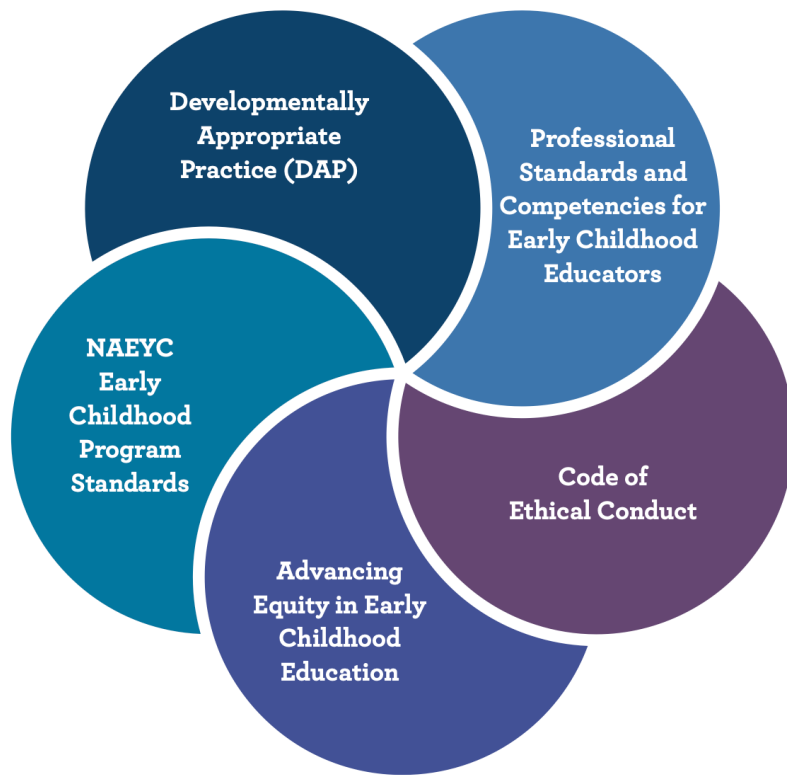 Developmentally
Appropriate
Practice (DAP)
Professional
Standards and
Competencies for
Early Childhood
Educators
Code of
Ethical Conduct
Advancing
Equity in Early
Childhood
Education
NAEYC
Early
Childhood
Program
Standards